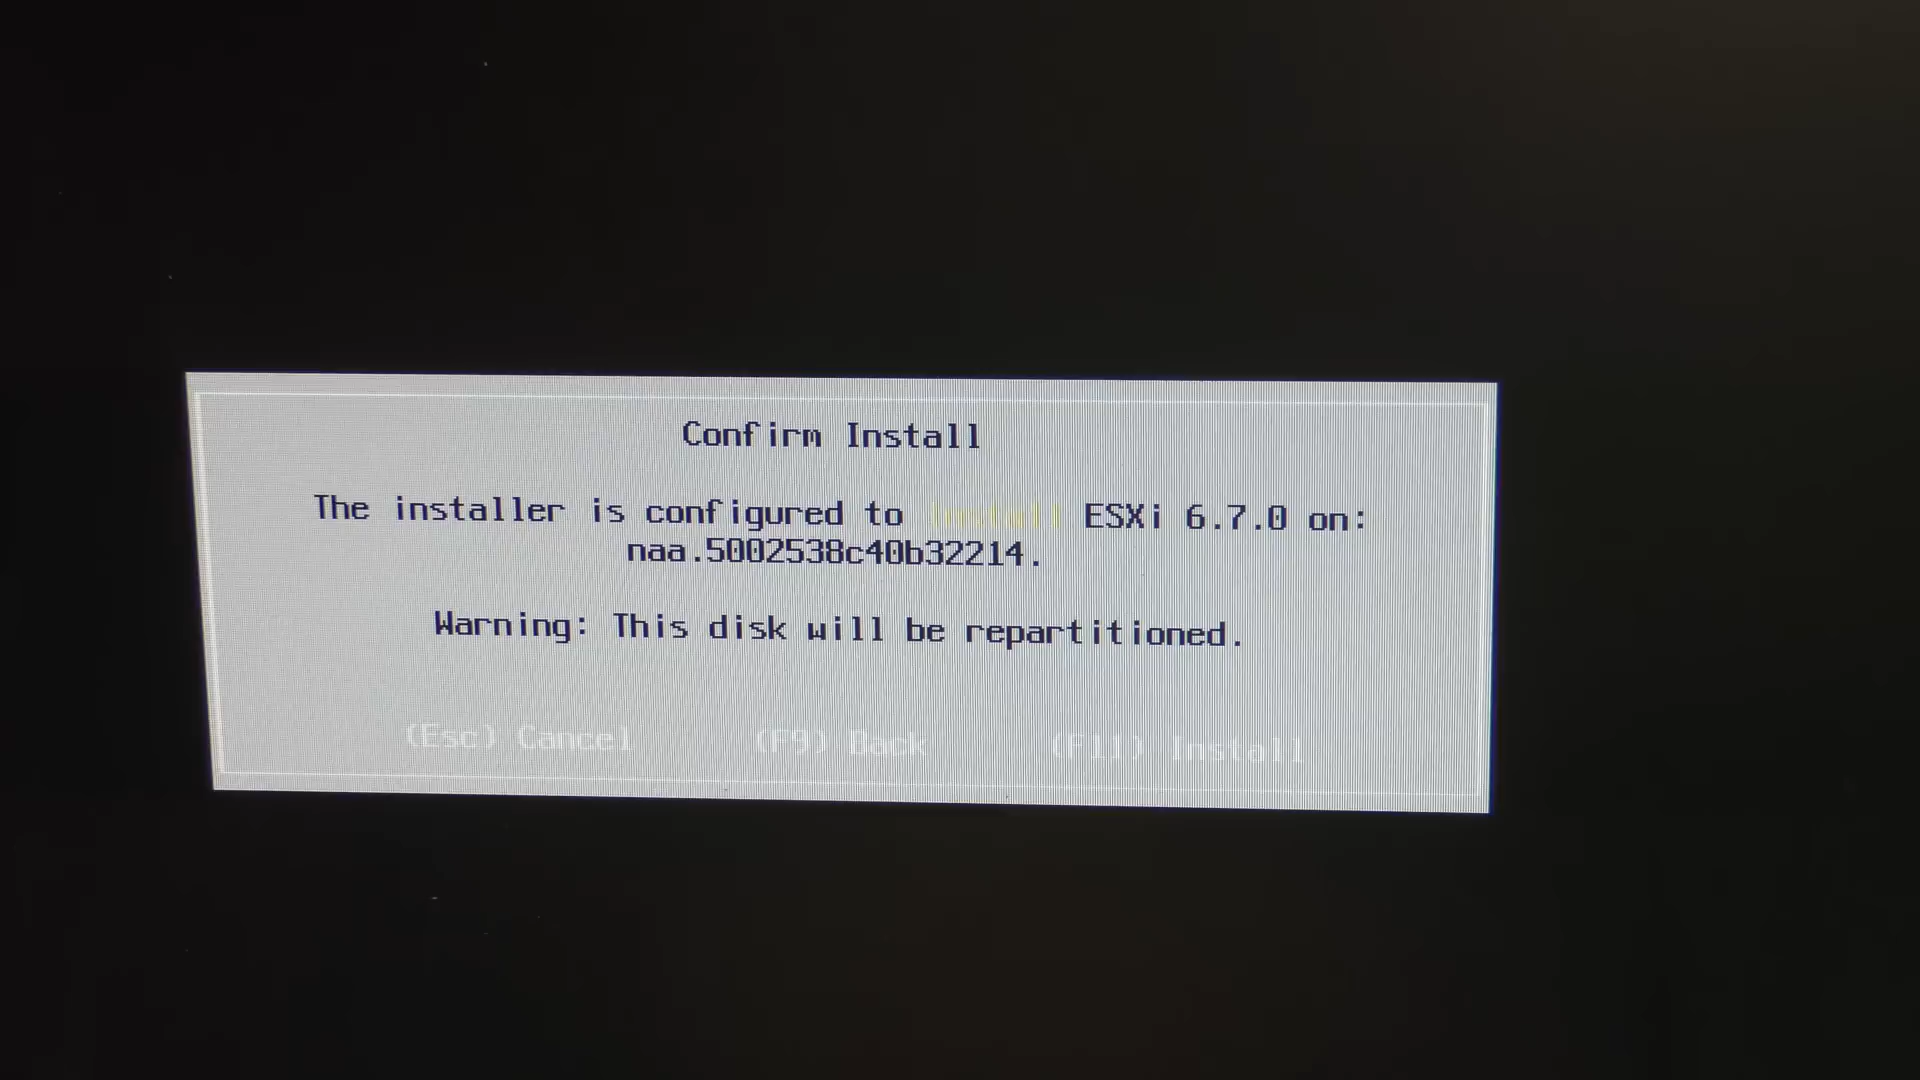 Confirm Install
The installer is configured to install ESXi 6.7.0 on:
naa.5002538c40b32214.
Warning: This disk will be repartitioned.
(Esc) Cancel (F9) Back (F11) Install